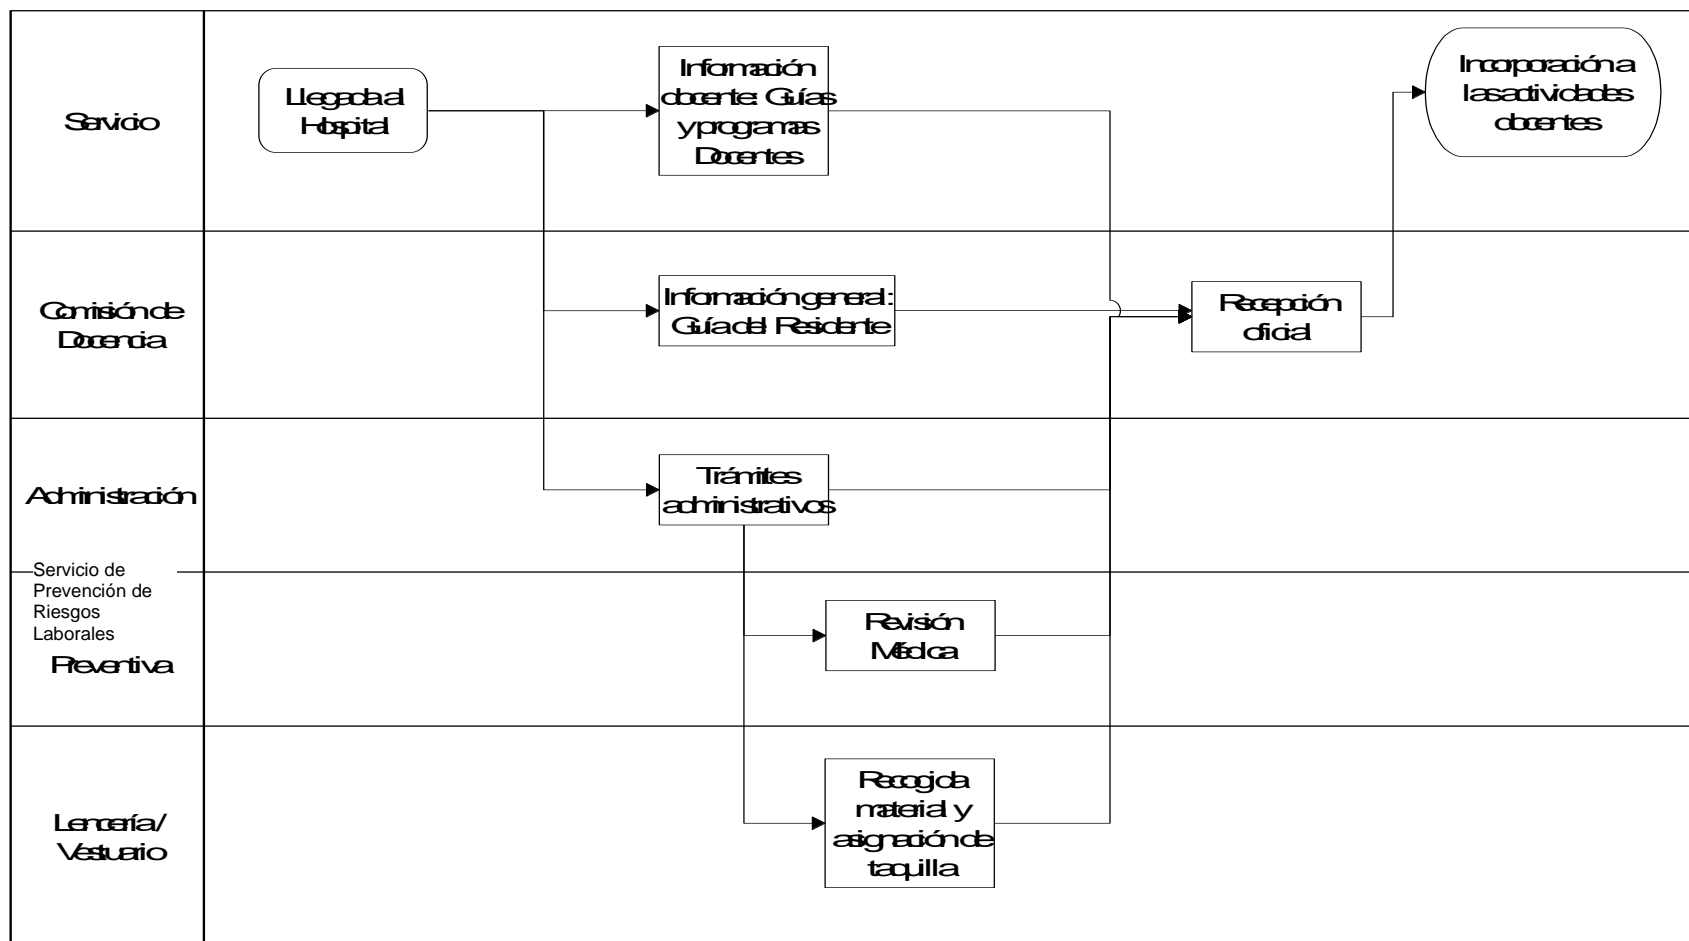 Servicio
Llegada al
Hospital
Información
docente: Guías
y programas
Docentes
Incorporación a
las actividades
docentes
Comisión de
Docencia
Información general:
Guía del Residente
Recepción
oficial
Administración
Trámites
administrativos
Servicio de
Prevención de
Riesgos
Laborales
Preventiva
Revisión
Médica
Lencería/
Vestuario
Recogida
material y
asignación de
taquilla